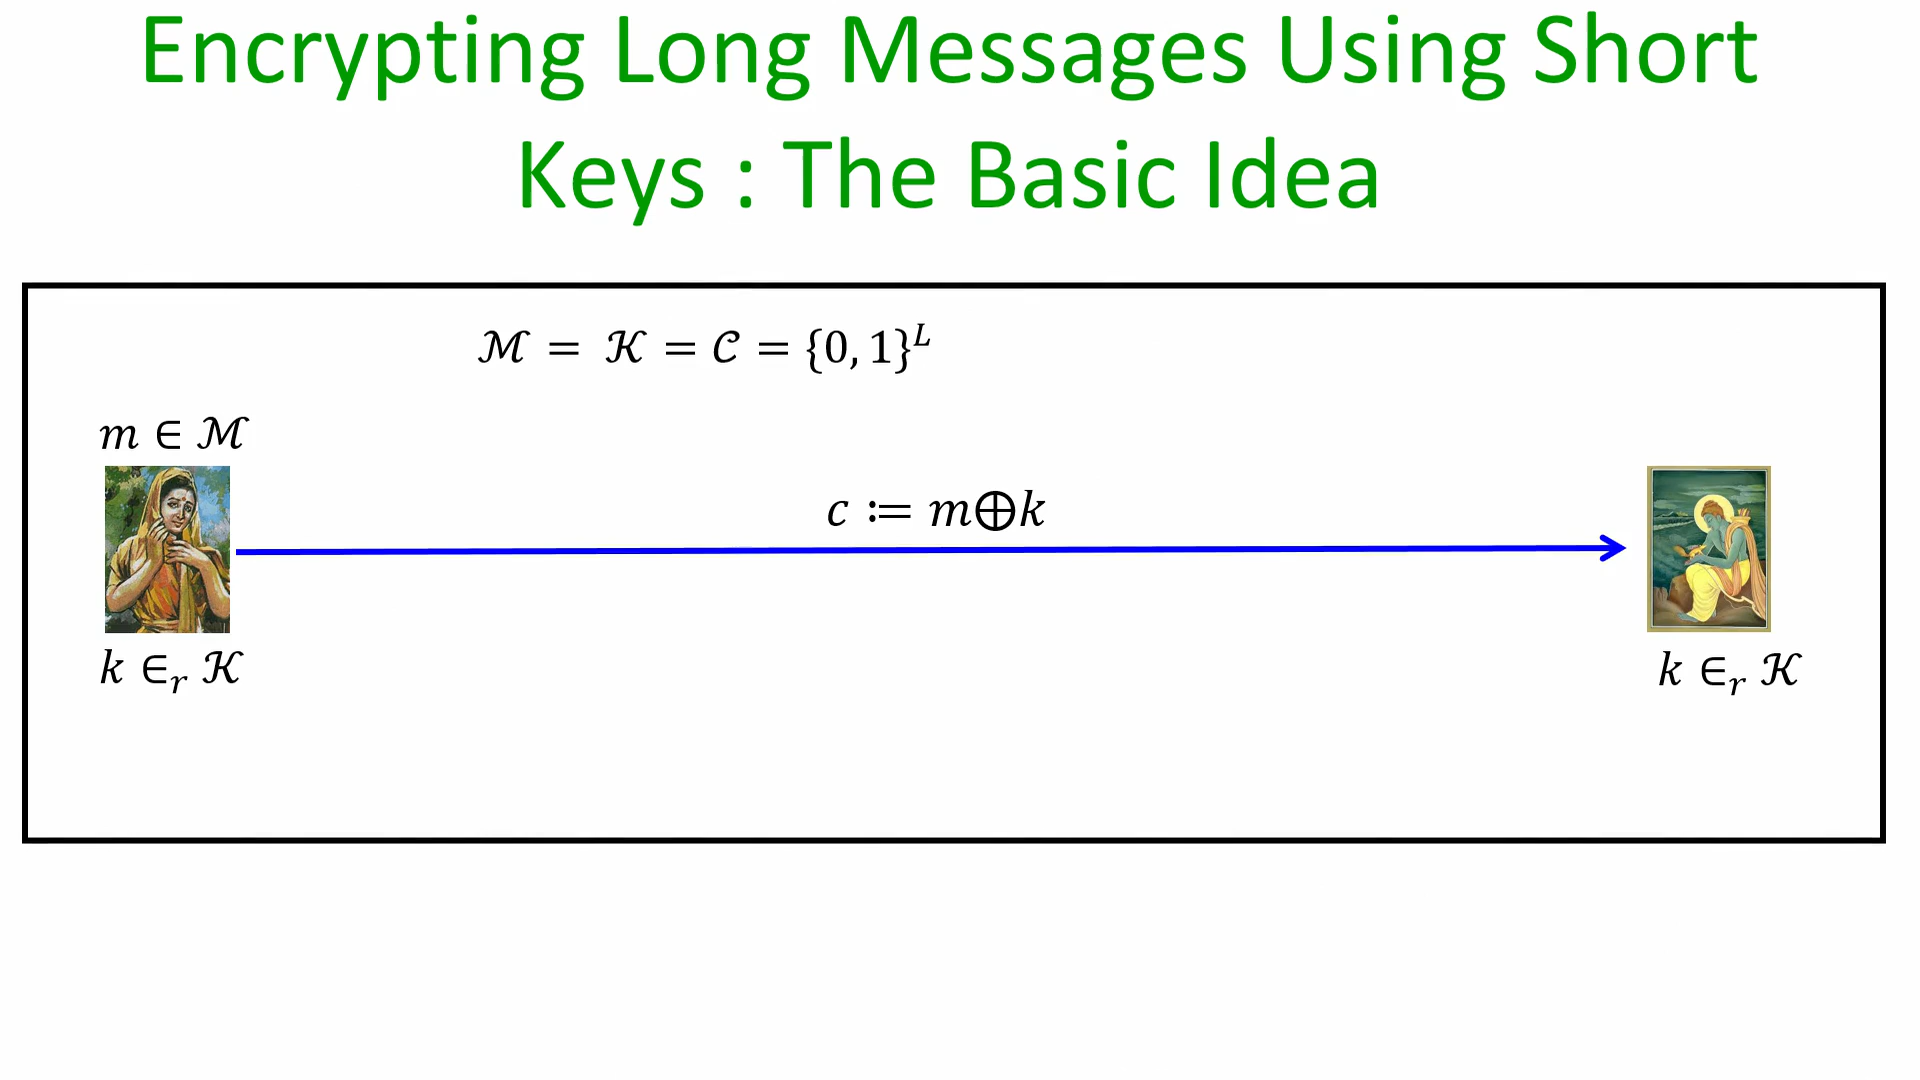 Encrypting Long Messages Using Short
Keys : The Basic Idea
ℳ = 𝒦 = 𝒞 = {0, 1}^L
m ∈ ℳ
c ≔ m⊕k
k ∈_r 𝒦
k ∈_r 𝒦